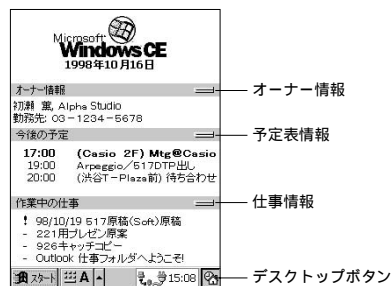 Microsoft
Windows CE
1998年10月16日
オーナー情報
初瀬 薫, Alpha Studio
勤務先: 03-1234-5678
今後の予定
17:00 (Casio 2F) Mtg@Casio
19:00 Arpeggio/517DTP出し
20:00 (渋谷T-Plaza前) 待ち合わせ
作業中の仕事
! 98/10/19 517原稿(Soft)原稿
- 221用プレゼン原案
- 926キャッチコピー
- Outlook 仕事フォルダへようこそ!
スタート A 15:08
オーナー情報
予定表情報
仕事情報
デスクトップボタン